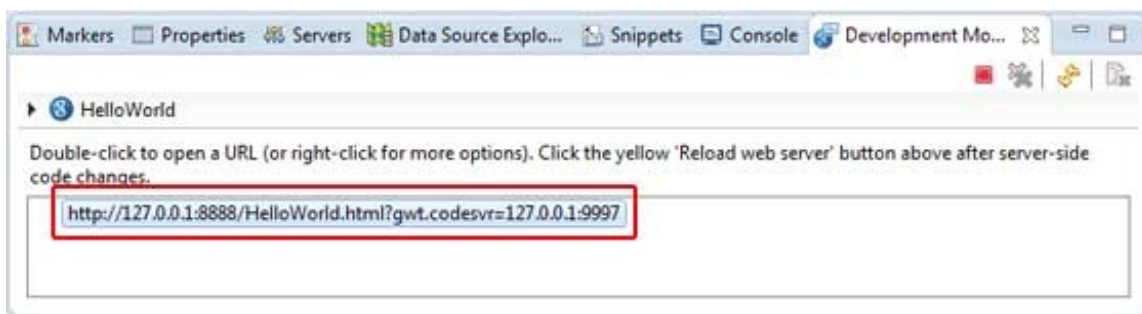 Markers Properties Servers Data Source Explo... Snippets Console Development Mo...
HelloWorld
Double-click to open a URL (or right-click for more options). Click the yellow 'Reload web server' button above after server-side
code changes.
http://127.0.0.1:8888/HelloWorld.html?gwt.codesvr=127.0.0.1:9997